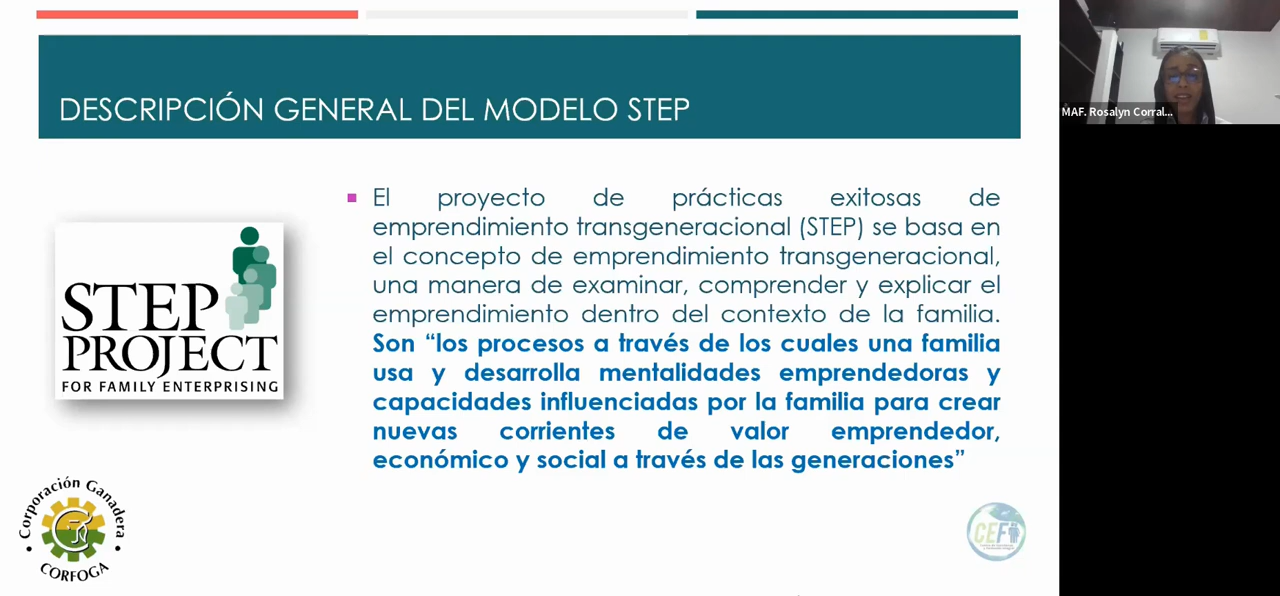 DESCRIPCIÓN GENERAL DEL MODELO STEP
MAF. Rosalyn Corral...
El proyecto de prácticas exitosas de
emprendimiento transgeneracional (STEP) se basa en
el concepto de emprendimiento transgeneracional,
una manera de examinar, comprender y explicar el
emprendimiento dentro del contexto de la familia.
Son “los procesos a través de los cuales una familia
usa y desarrolla mentalidades emprendedoras y
capacidades influenciadas por la familia para crear
nuevas corrientes de valor emprendedor,
económico y social a través de las generaciones”
STEP
PROJECT
FOR FAMILY ENTERPRISING
Corporación Ganadera
CORFOGA
CEFI